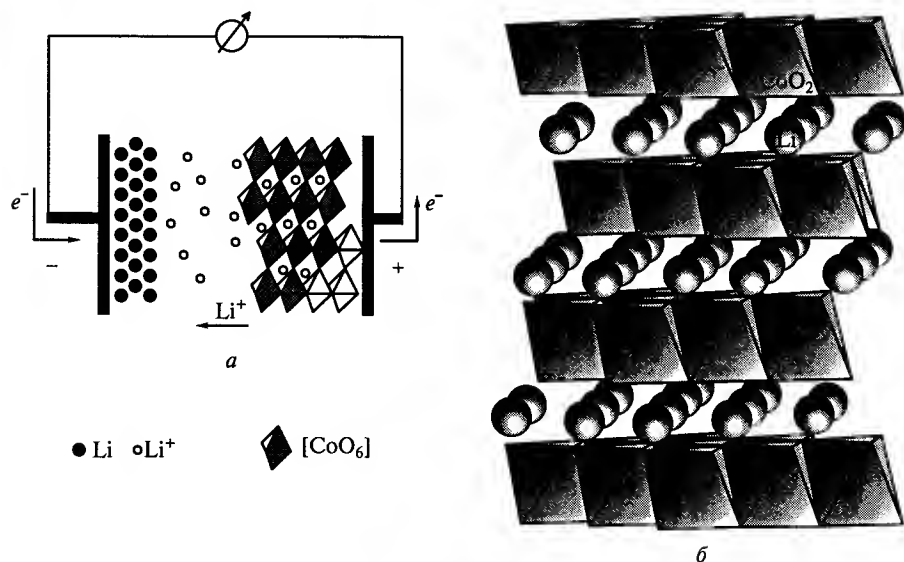 e⁻
−
e⁻
+
Li⁺
а
Li
Li⁺
[CoO₆]
CoO₂
Li
б